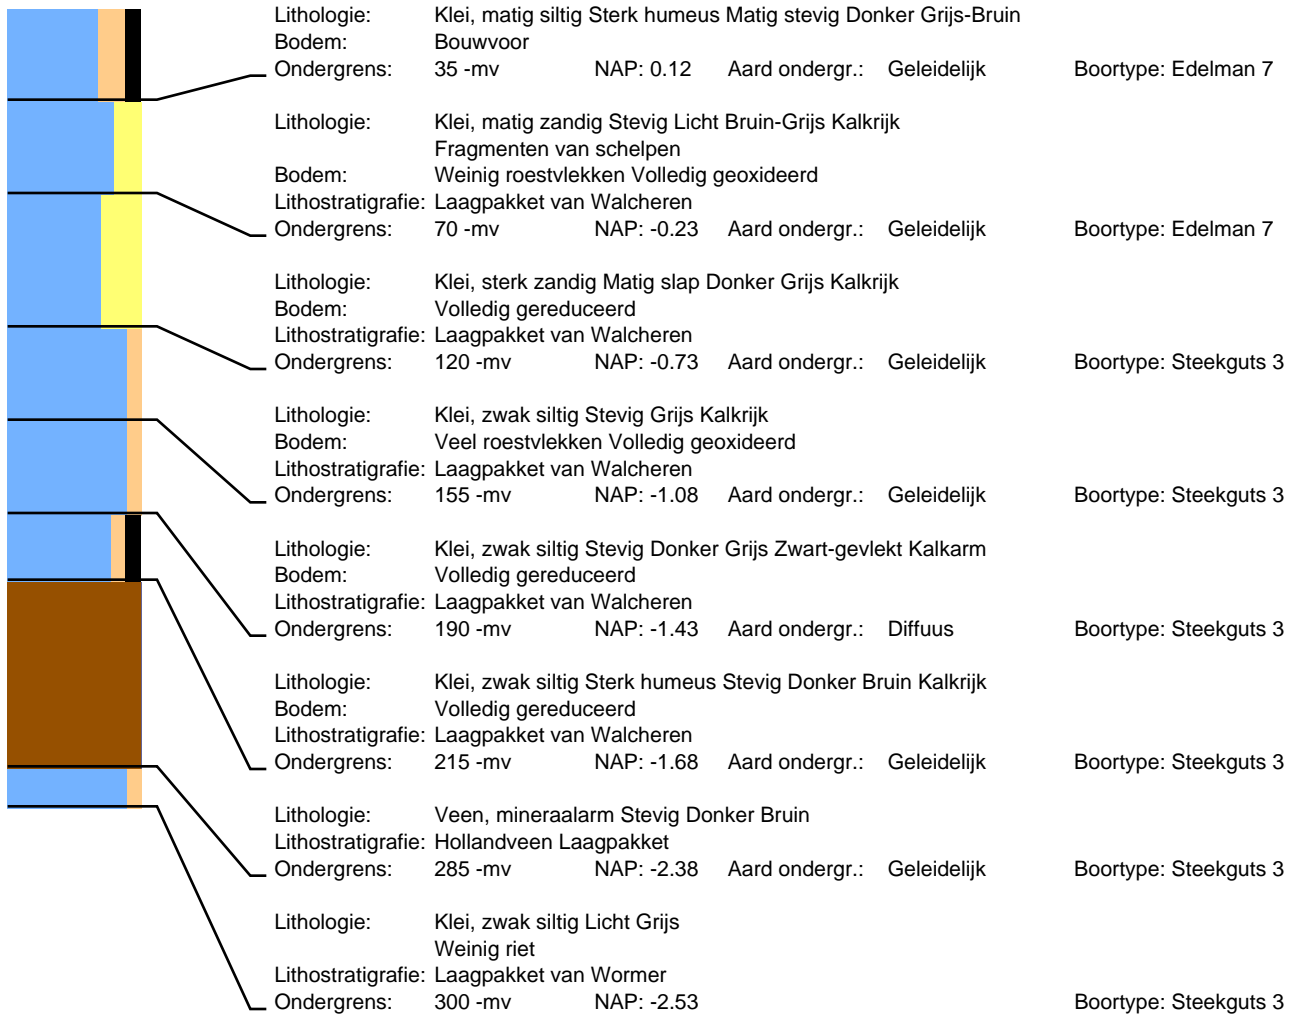 Lithologie: Klei, matig siltig Sterk humeus Matig stevig Donker Grijs-Bruin
Bodem: Bouwvoor
Ondergrens: 35 -mv NAP: 0.12 Aard ondergr.: Geleidelijk Boortype: Edelman 7
Lithologie: Klei, matig zandig Stevig Licht Bruin-Grijs Kalkrijk
Fragmenten van schelpen
Bodem: Weinig roestvlekken Volledig geoxideerd
Lithostratigrafie: Laagpakket van Walcheren
Ondergrens: 70 -mv NAP: -0.23 Aard ondergr.: Geleidelijk Boortype: Edelman 7
Lithologie: Klei, sterk zandig Matig slap Donker Grijs Kalkrijk
Bodem: Volledig gereduceerd
Lithostratigrafie: Laagpakket van Walcheren
Ondergrens: 120 -mv NAP: -0.73 Aard ondergr.: Geleidelijk Boortype: Steekguts 3
Lithologie: Klei, zwak siltig Stevig Grijs Kalkrijk
Bodem: Veel roestvlekken Volledig geoxideerd
Lithostratigrafie: Laagpakket van Walcheren
Ondergrens: 155 -mv NAP: -1.08 Aard ondergr.: Geleidelijk Boortype: Steekguts 3
Lithologie: Klei, zwak siltig Stevig Donker Grijs Zwart-gevlekt Kalkarm
Bodem: Volledig gereduceerd
Lithostratigrafie: Laagpakket van Walcheren
Ondergrens: 190 -mv NAP: -1.43 Aard ondergr.: Diffuus Boortype: Steekguts 3
Lithologie: Klei, zwak siltig Sterk humeus Stevig Donker Bruin Kalkrijk
Bodem: Volledig gereduceerd
Lithostratigrafie: Laagpakket van Walcheren
Ondergrens: 215 -mv NAP: -1.68 Aard ondergr.: Geleidelijk Boortype: Steekguts 3
Lithologie: Veen, mineraalarm Stevig Donker Bruin
Lithostratigrafie: Hollandveen Laagpakket
Ondergrens: 285 -mv NAP: -2.38 Aard ondergr.: Geleidelijk Boortype: Steekguts 3
Lithologie: Klei, zwak siltig Licht Grijs
Weinig riet
Lithostratigrafie: Laagpakket van Wormer
Ondergrens: 300 -mv NAP: -2.53 Boortype: Steekguts 3